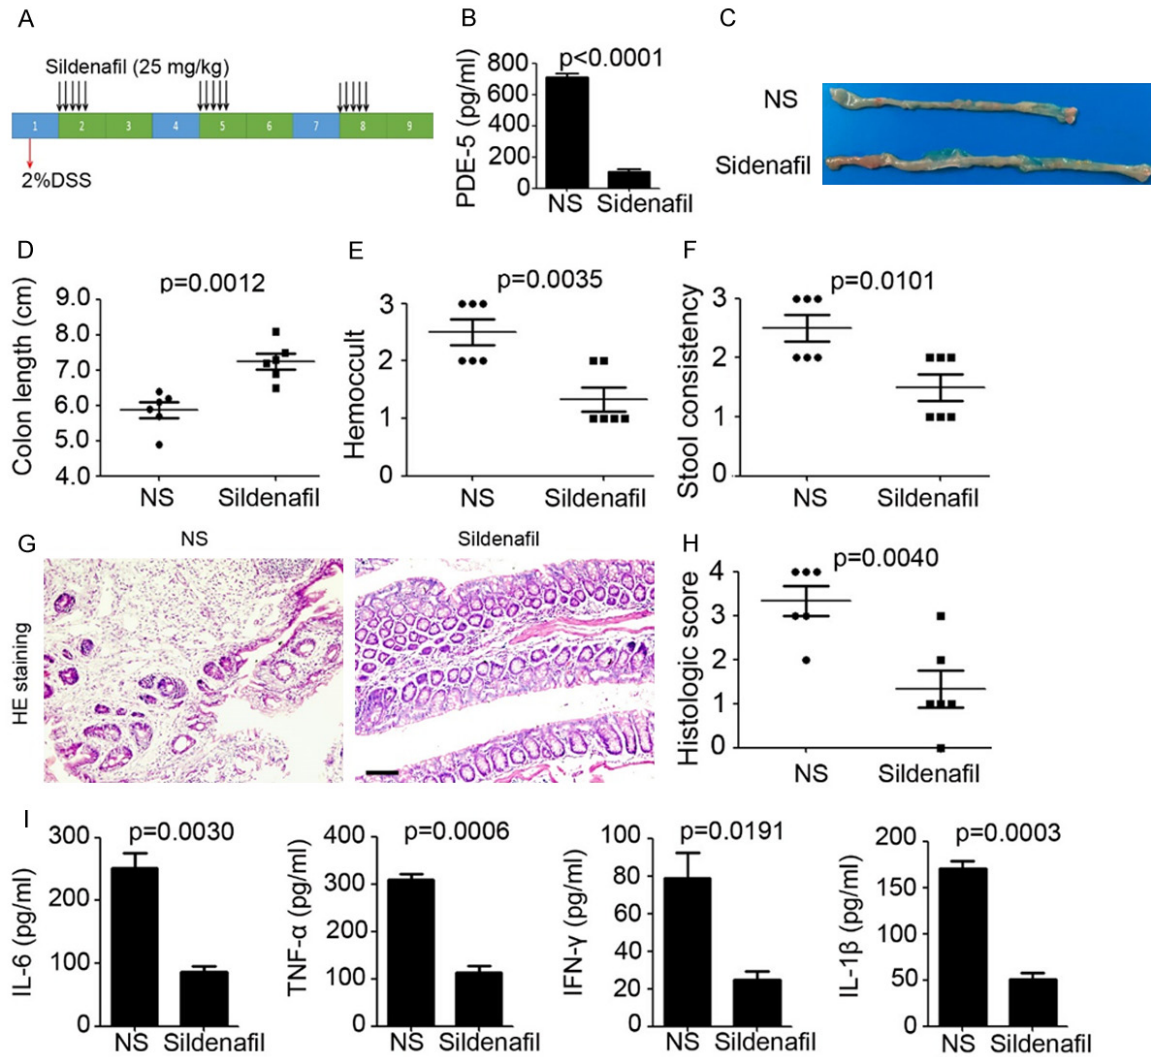 A
Sildenafil (25 mg/kg)
1 2 3 4 5 6 7 8 9
2%DSS
B
p<0.0001
PDE-5 (pg/ml)
800
600
400
200
0
NS Sidenafil
C
NS
Sidenafil
D
p=0.0012
Colon length (cm)
9.0
8.0
7.0
6.0
5.0
4.0
NS Sildenafil
E
p=0.0035
Hemoccult
3
2
1
0
NS Sildenafil
F
p=0.0101
Stool consistency
3
2
1
0
NS Sildenafil
G
NS Sildenafil
HE staining
H
p=0.0040
Histologic score
4
3
2
1
0
NS Sildenafil
I
p=0.0030
IL-6 (pg/ml)
300
200
100
0
NS Sildenafil
p=0.0006
TNF-α (pg/ml)
400
300
200
100
0
NS Sildenafil
p=0.0191
IFN-γ (pg/ml)
100
80
60
40
20
0
NS Sildenafil
p=0.0003
IL-1β (pg/ml)
200
150
100
50
0
NS Sildenafil